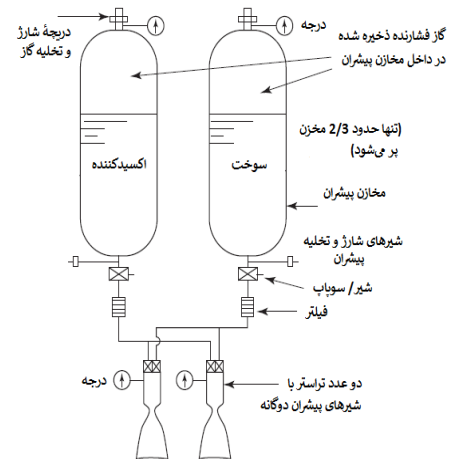 دریچهٔ شارژ
و تخلیه گاز
درجه
گاز فشارنده ذخیره شده
در داخل مخازن پیشران
(تنها حدود 2/3 مخزن
پر می‌شود)
اکسیدکننده
سوخت
مخازن پیشران
شیرهای شارژ و تخلیه
پیشران
شیر/ سوپاپ
فیلتر
درجه
دو عدد تراستر با
شیرهای پیشران دوگانه